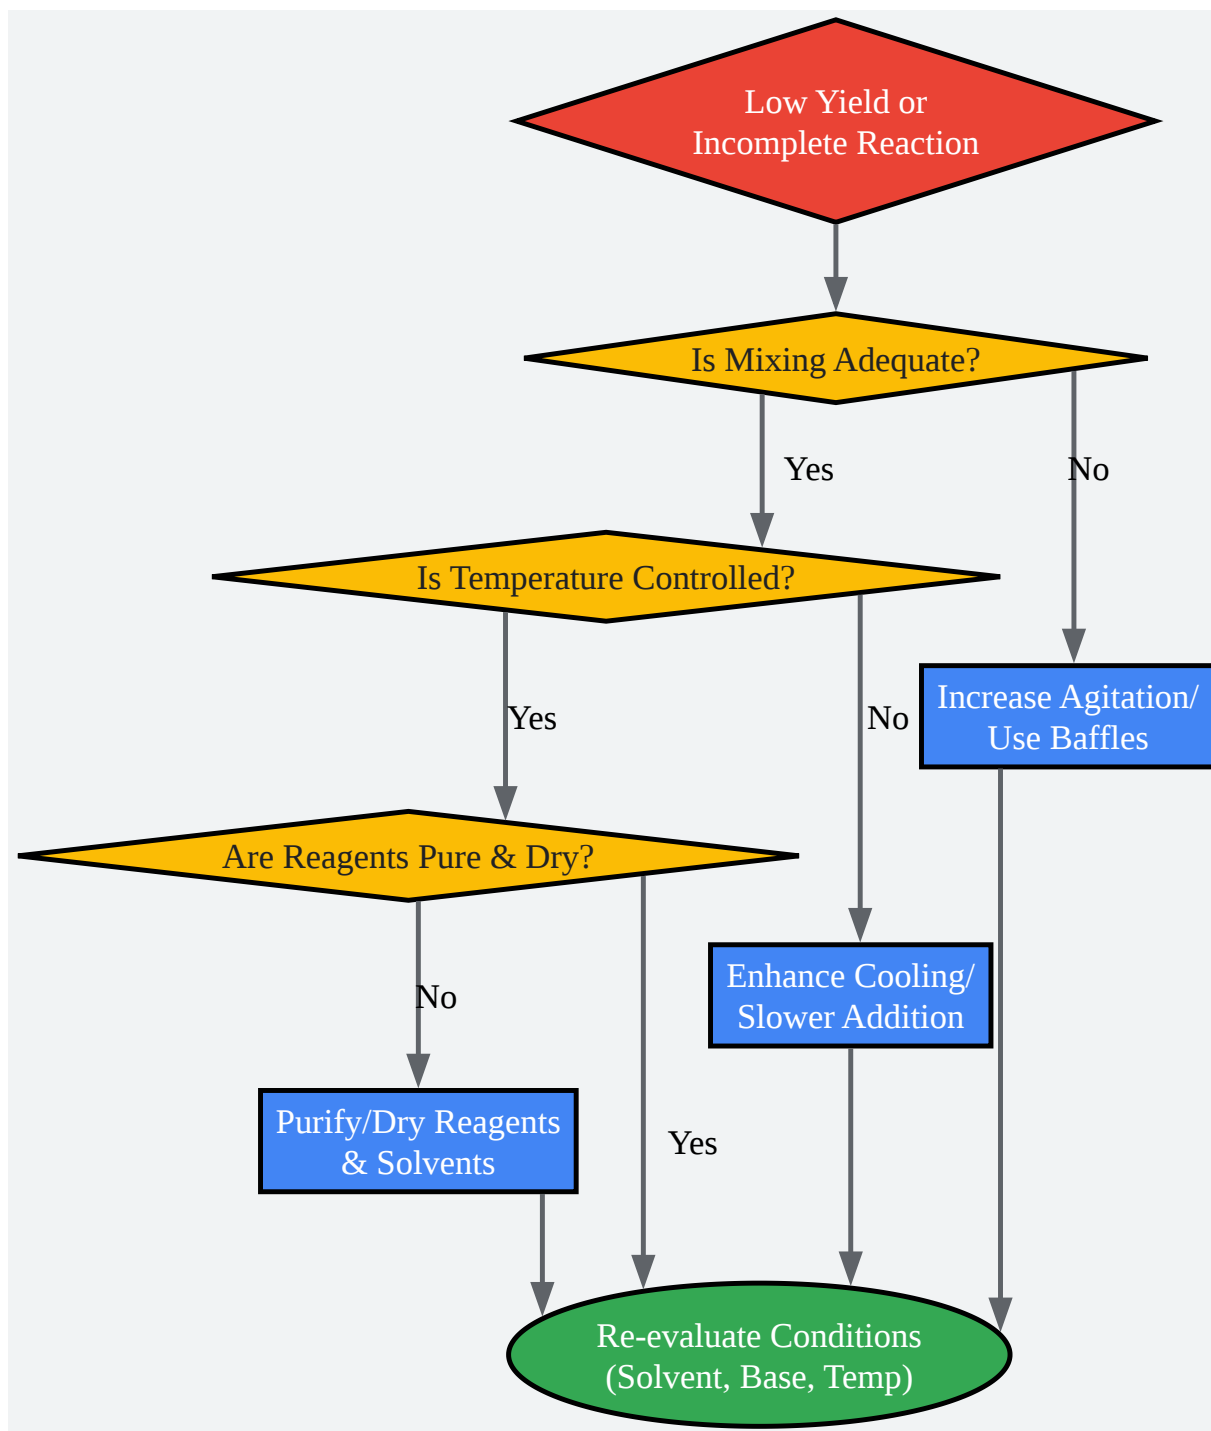 Low Yield or
Incomplete Reaction
Is Mixing Adequate?
Yes
No
Is Temperature Controlled?
Increase Agitation/
Use Baffles
Yes
No
Are Reagents Pure & Dry?
Enhance Cooling/
Slower Addition
No
Purify/Dry Reagents
& Solvents
Yes
Re-evaluate Conditions
(Solvent, Base, Temp)